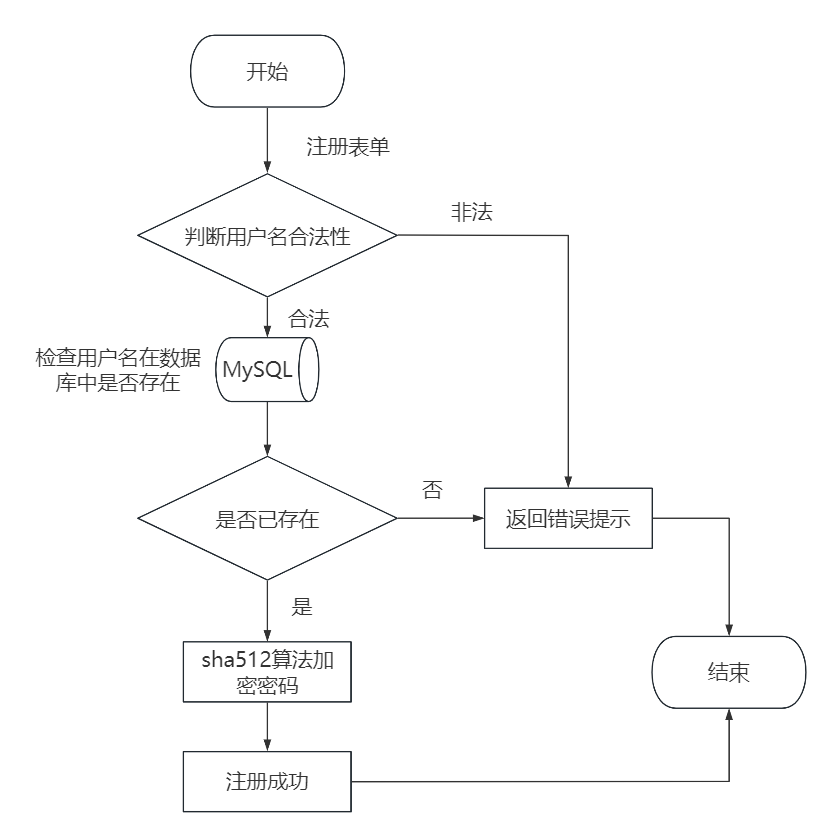 开始
注册表单
判断用户名合法性
非法
合法
检查用户名在数据
库中是否存在
MySQL
是否已存在
否
返回错误提示
是
sha512算法加
密密码
结束
注册成功